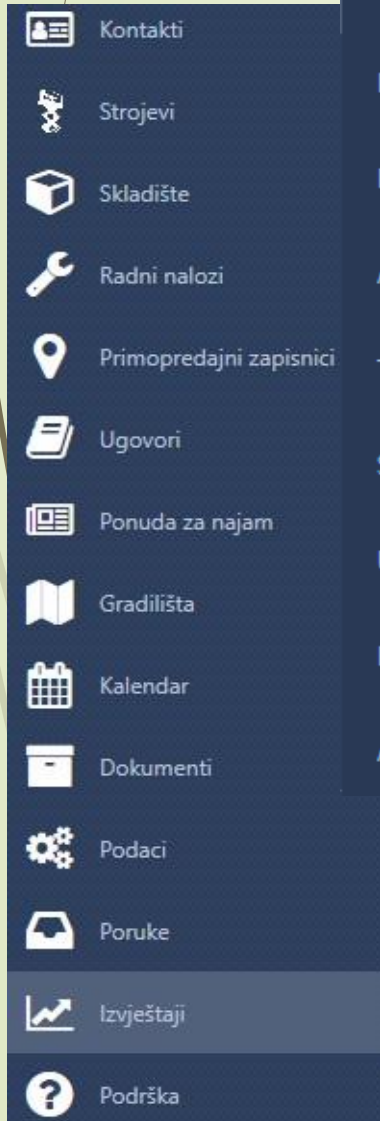 Kontakti
Strojevi
Skladište
Radni nalozi
Primopredajni zapisnici
Ugovori
Ponuda za najam
Gradilišta
Kalendar
Dokumenti
Podaci
Poruke
Izvještaji
Podrška